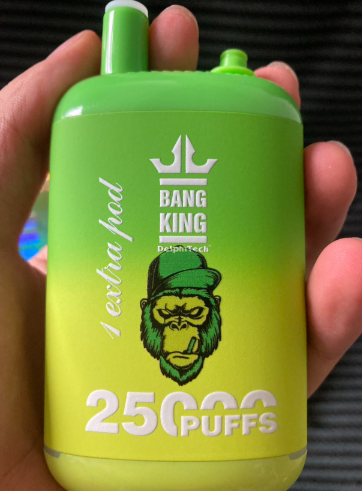 BANG
KING
DelphiTech
1 extra pod
25000
PUFFS